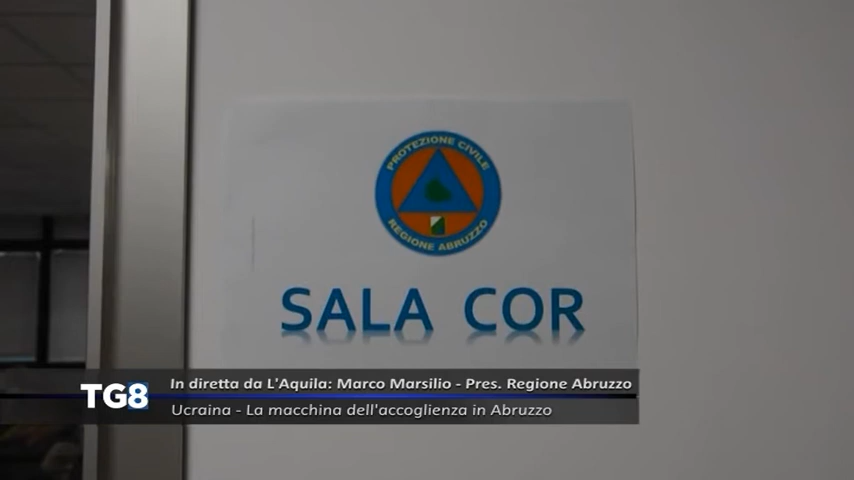 PROTEZIONE CIVILE
REGIONE ABRUZZO
SALA COR
TG8
In diretta da L'Aquila: Marco Marsilio - Pres. Regione Abruzzo
Ucraina - La macchina dell'accoglienza in Abruzzo